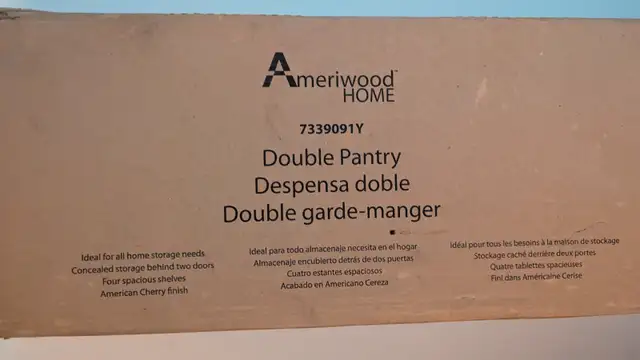 Ameriwood™
HOME
7339091Y
Double Pantry
Despensa doble
Double garde-manger
Ideal for all home storage needs
Concealed storage behind two doors
Four spacious shelves
American Cherry finish
Ideal para todo almacenaje necesita en el hogar
Almacenaje encubierto detrás de dos puertas
Cuatro estantes espaciosos
Acabado en Americano Cereza
Idéal pour tous les besoins à la maison de stockage
Stockage caché derrière deux portes
Quatre tablettes spacieuses
Fini dans Américaine Cerise